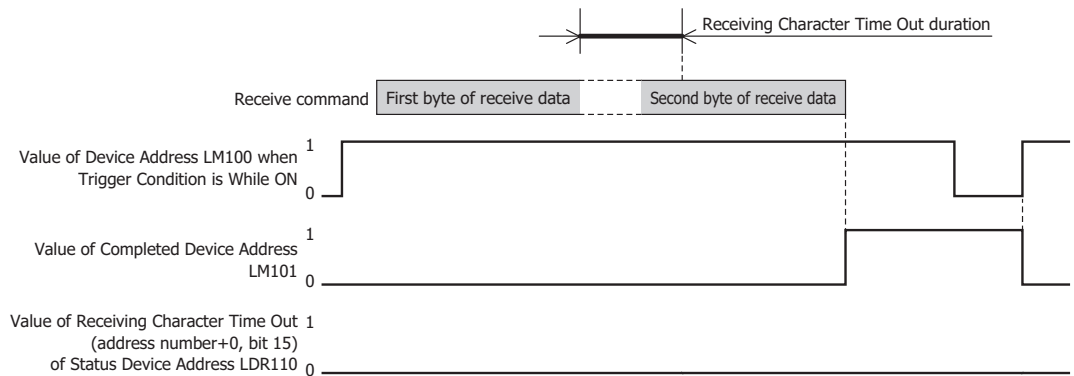 Receiving Character Time Out duration
Receive command
First byte of receive data
Second byte of receive data
Value of Device Address LM100 when
Trigger Condition is While ON
1
0
Value of Completed Device Address
LM101
1
0
Value of Receiving Character Time Out
(address number+0, bit 15)
of Status Device Address LDR110
1
0